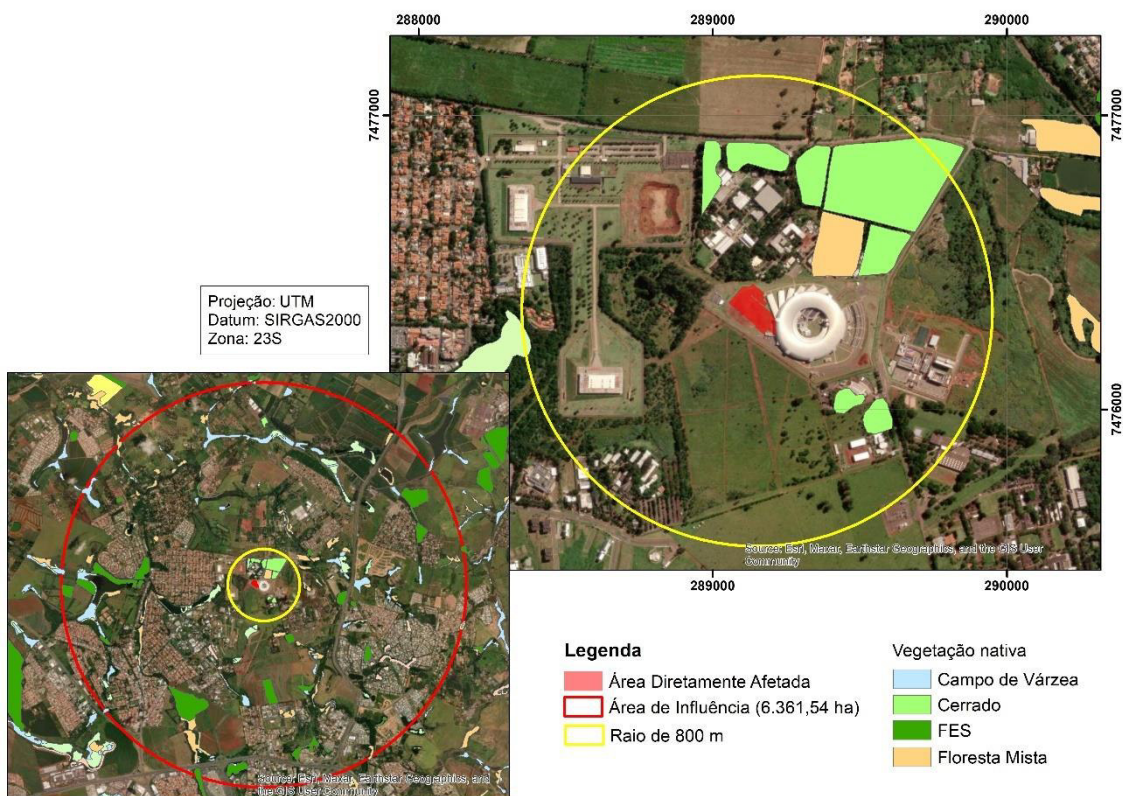 288000
289000
290000
7477000
7477000
7476000
7476000
Projeção: UTM
Datum: SIRGAS2000
Zona: 23S
Source: Esri, Maxar, Earthstar Geographics, and the GIS User
Community
289000
290000
Source: Esri, Maxar, Earthstar Geographics, and
the GIS User Community
Legenda
Área Diretamente Afetada
Área de Influência (6.361,54 ha)
Raio de 800 m
Vegetação nativa
Campo de Várzea
Cerrado
FES
Floresta Mista